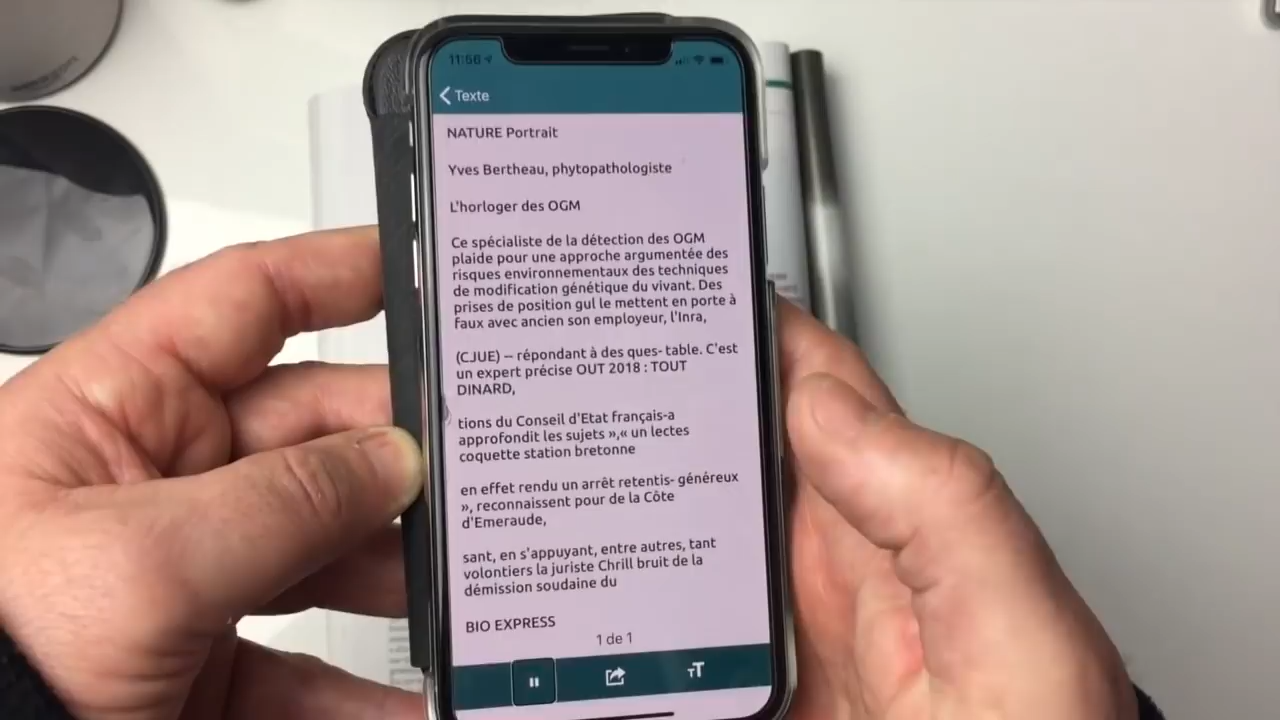 11:56
Texte
NATURE Portrait
Yves Bertheau, phytopathologiste
L'horloger des OGM
Ce spécialiste de la détection des OGM
plaide pour une approche argumentée des
risques environnementaux des techniques
de modification génétique du vivant. Des
prises de position gul le mettent en porte à
faux avec ancien son employeur, l'Inra,
(CJUE) – répondant à des ques- table. C'est
un expert précise OUT 2018 : TOUT
DINARD,
tions du Conseil d'Etat français-a
approfondit les sujets »,« un lectes
coquette station bretonne
en effet rendu un arrêt retentis- généreux
», reconnaissent pour de la Côte
d'Emeraude,
sant, en s'appuyant, entre autres, tant
volontiers la juriste Chrill bruit de la
démission soudaine du
BIO EXPRESS
1 de 1
тT